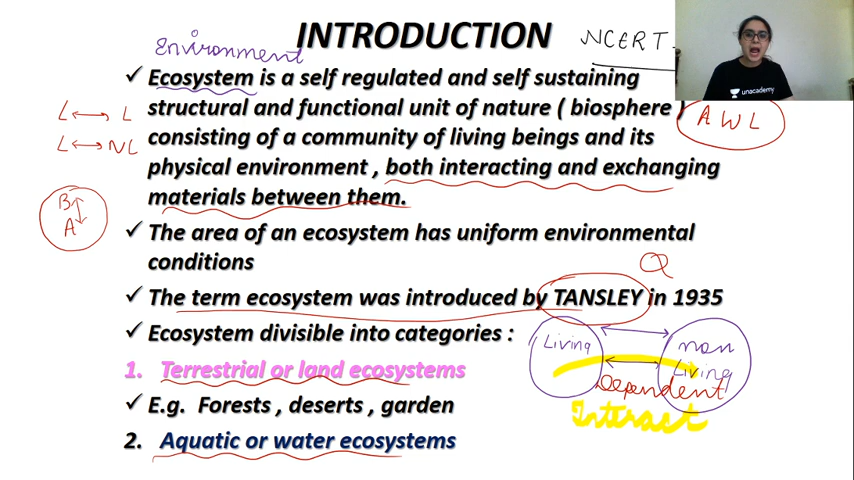 INTRODUCTION
NCERT
Environment
✓ Ecosystem is a self regulated and self sustaining
structural and functional unit of nature ( biosphere )
consisting of a community of living beings and its
physical environment , both interacting and exchanging
materials between them.
unacademy
A W L
L ⟷ L
L ⟷ NL
B
A
✓ The area of an ecosystem has uniform environmental
conditions
Q
✓ The term ecosystem was introduced by TANSLEY in 1935
✓ Ecosystem divisible into categories :
Living
non
Living
1. Terrestrial or land ecosystems
Dependent
✓ E.g. Forests , deserts , garden
Interact
2. Aquatic or water ecosystems